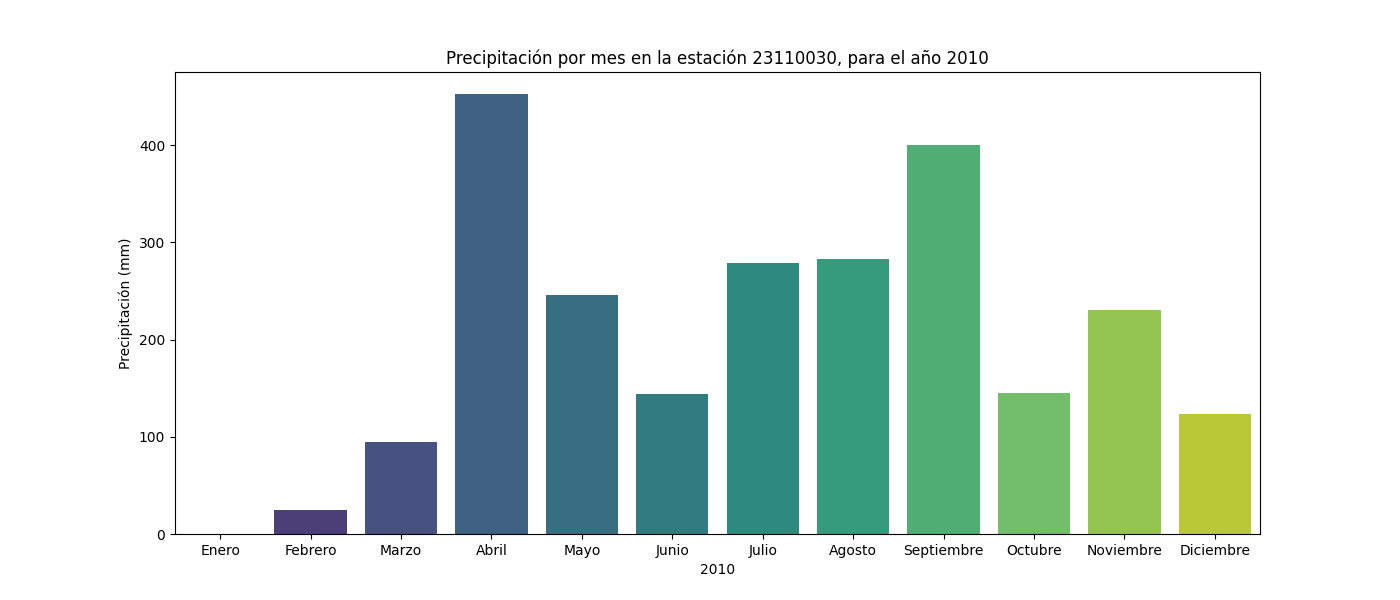 Precipitación por mes en la estación 23110030, para el año 2010
Precipitación (mm)
400
300
200
100
0
Enero Febrero Marzo Abril Mayo Junio Julio Agosto Septiembre Octubre Noviembre Diciembre
2010